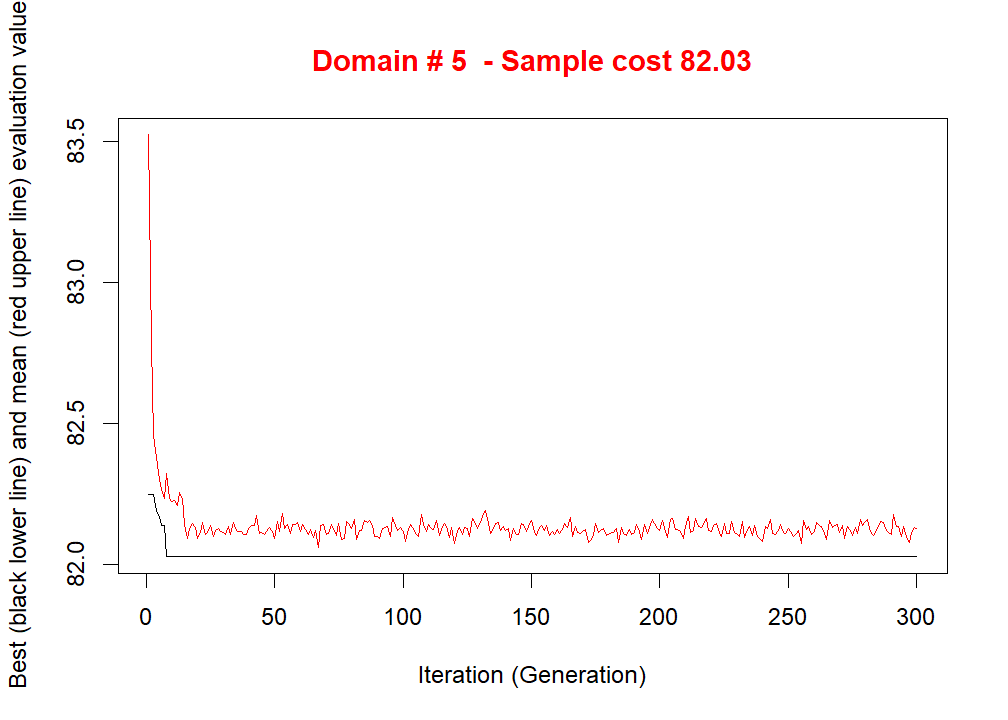 Domain # 5  - Sample cost 82.03
Best (black lower line) and mean (red upper line) evaluation value
83.5
83.0
82.5
82.0
0 50 100 150 200 250 300
Iteration (Generation)